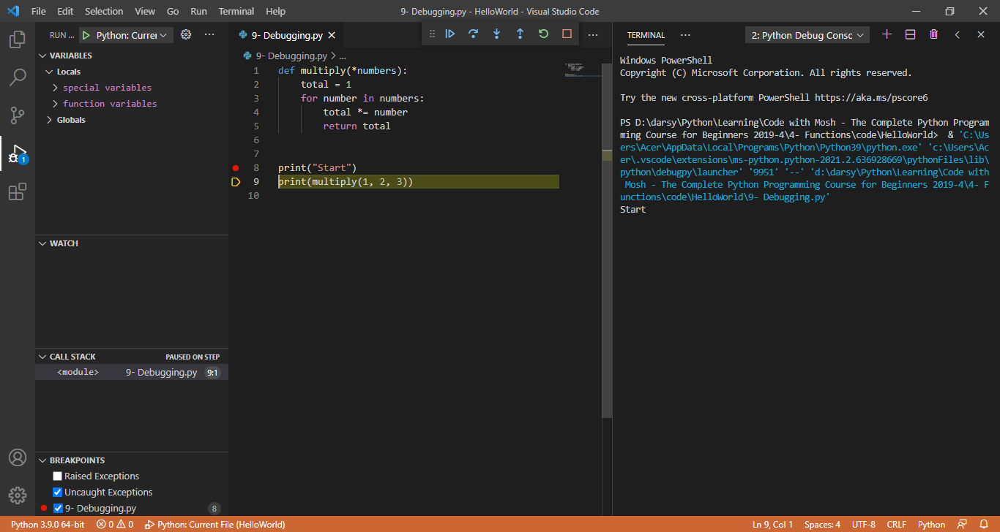 File Edit Selection View Go Run Terminal Help
9- Debugging.py - HelloWorld - Visual Studio Code
RUN ...
Python: Currer
VARIABLES
Locals
special variables
function variables
Globals
WATCH
CALL STACK
PAUSED ON STEP
<module> 9- Debugging.py 9:1
BREAKPOINTS
Raised Exceptions
Uncaught Exceptions
9- Debugging.py 8
1
9- Debugging.py
9- Debugging.py > ...
1 def multiply(*numbers):
2 total = 1
3 for number in numbers:
4 total *= number
5 return total
6
7
8 print("Start")
9 print(multiply(1, 2, 3))
10
TERMINAL
2: Python Debug Consc
Windows PowerShell
Copyright (C) Microsoft Corporation. All rights reserved.
Try the new cross-platform PowerShell https://aka.ms/pscore6
PS D:\darsy\Python\Learning\Code with Mosh - The Complete Python Program
ming Course for Beginners 2019-4\4- Functions\code\HelloWorld>  & 'C:\Us
ers\Acer\AppData\Local\Programs\Python\Python39\python.exe' 'c:\Users\Ac
er\.vscode\extensions\ms-python.python-2021.2.636928669\pythonFiles\lib\
python\debugpy\launcher' '9951' '--' 'd:\darsy\Python\Learning\Code with
Mosh - The Complete Python Programming Course for Beginners 2019-4\4- F
unctions\code\HelloWorld\9- Debugging.py'
Start
Python 3.9.0 64-bit 0 0 Python: Current File (HelloWorld)
Ln 9, Col 1 Spaces: 4 UTF-8 CRLF Python